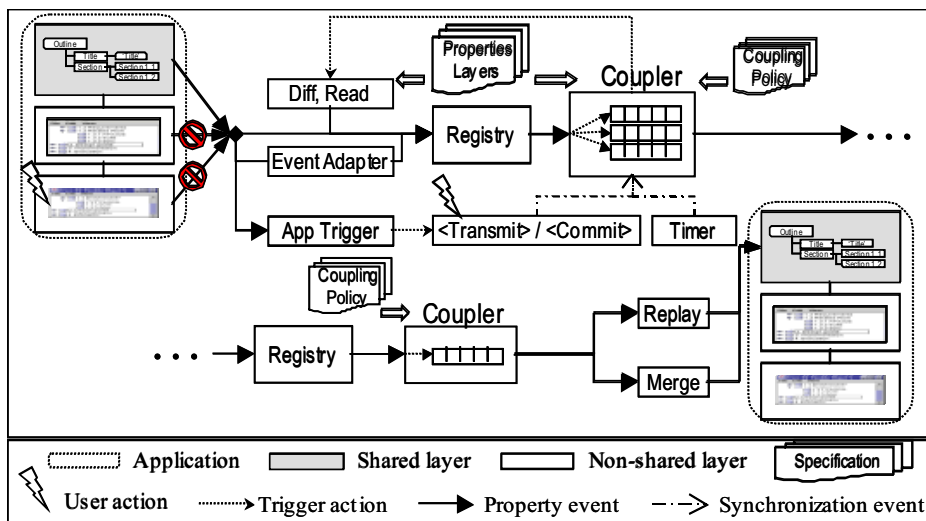 Outline
Title
'Title'
Section
Section 1.1
Section 1.2
Properties
Layers
Coupler
Coupling
Policy
Diff, Read
Registry
Event Adapter
App Trigger
<Transmit> / <Commit>
Timer
Outline
Title
'Title'
Section
Section 1.1
Section 1.2
Coupling
Policy
Coupler
Registry
Replay
Merge
Application
Shared layer
Non-shared layer
Specification
User action
Trigger action
Property event
Synchronization event